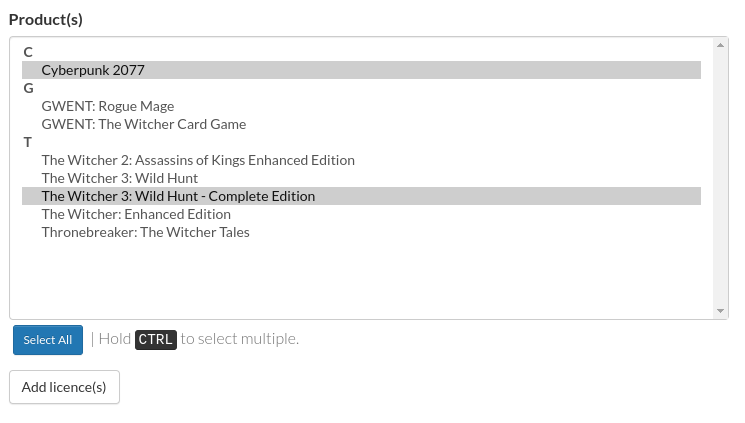 Product(s)
C
Cyberpunk 2077
G
GWENT: Rogue Mage
GWENT: The Witcher Card Game
T
The Witcher 2: Assassins of Kings Enhanced Edition
The Witcher 3: Wild Hunt
The Witcher 3: Wild Hunt - Complete Edition
The Witcher: Enhanced Edition
Thronebreaker: The Witcher Tales
Select All | Hold CTRL to select multiple.
Add licence(s)